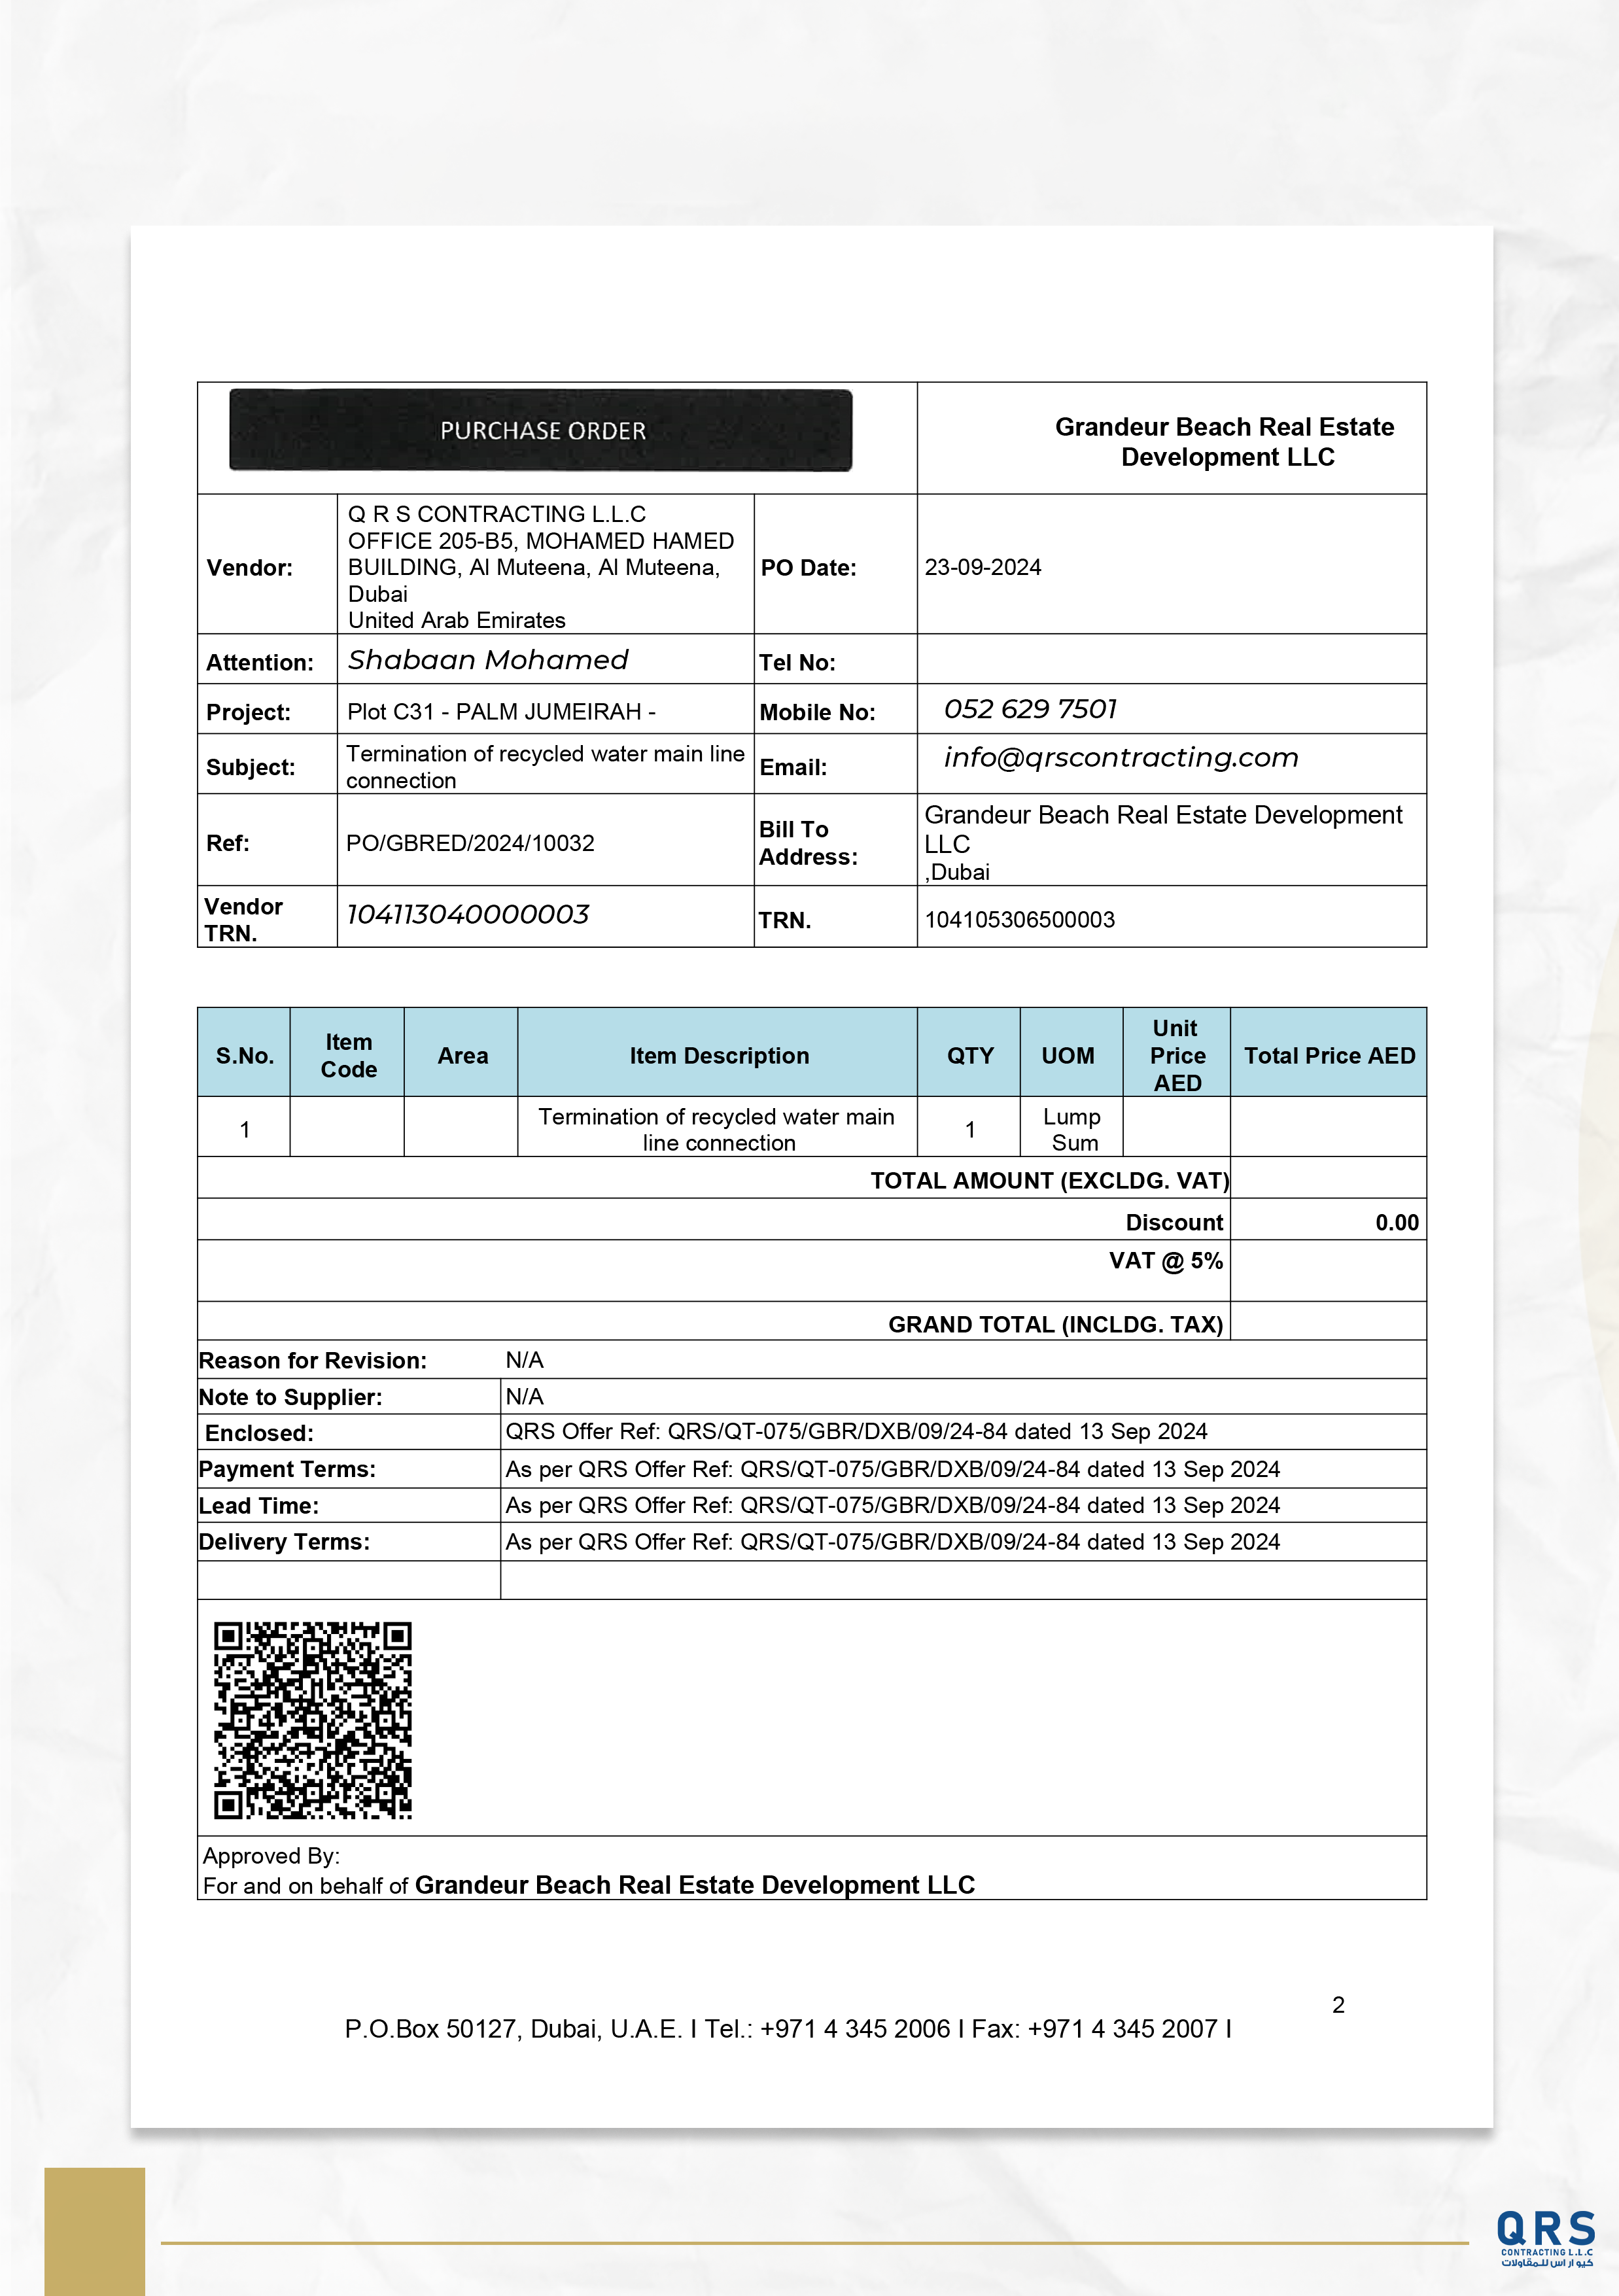 PURCHASE ORDER
Grandeur Beach Real Estate
Development LLC
Vendor:
Q R S CONTRACTING L.L.C
OFFICE 205-B5, MOHAMED HAMED
BUILDING, Al Muteena, Al Muteena,
Dubai
United Arab Emirates
PO Date:
23-09-2024
Attention:
Shabaan Mohamed
Tel No:
Project:
Plot C31 - PALM JUMEIRAH -
Mobile No:
052 629 7501
Subject:
Termination of recycled water main line
connection
Email:
info@qrscontracting.com
Ref:
PO/GBRED/2024/10032
Bill To
Address:
Grandeur Beach Real Estate Development
LLC
,Dubai
Vendor
TRN.
104113040000003
TRN.
104105306500003
S.No.
Item
Code
Area
Item Description
QTY
UOM
Unit
Price
AED
Total Price AED
1
Termination of recycled water main
line connection
1
Lump
Sum
TOTAL AMOUNT (EXCLDG. VAT)
Discount
0.00
VAT @ 5%
GRAND TOTAL (INCLDG. TAX)
Reason for Revision:
N/A
Note to Supplier:
N/A
Enclosed:
QRS Offer Ref: QRS/QT-075/GBR/DXB/09/24-84 dated 13 Sep 2024
Payment Terms:
As per QRS Offer Ref: QRS/QT-075/GBR/DXB/09/24-84 dated 13 Sep 2024
Lead Time:
As per QRS Offer Ref: QRS/QT-075/GBR/DXB/09/24-84 dated 13 Sep 2024
Delivery Terms:
As per QRS Offer Ref: QRS/QT-075/GBR/DXB/09/24-84 dated 13 Sep 2024
Approved By:
For and on behalf of Grandeur Beach Real Estate Development LLC
2
P.O.Box 50127, Dubai, U.A.E. I Tel.: +971 4 345 2006 I Fax: +971 4 345 2007 I
QRS
CONTRACTING L.L.C
كيو ار اس للمقاولات